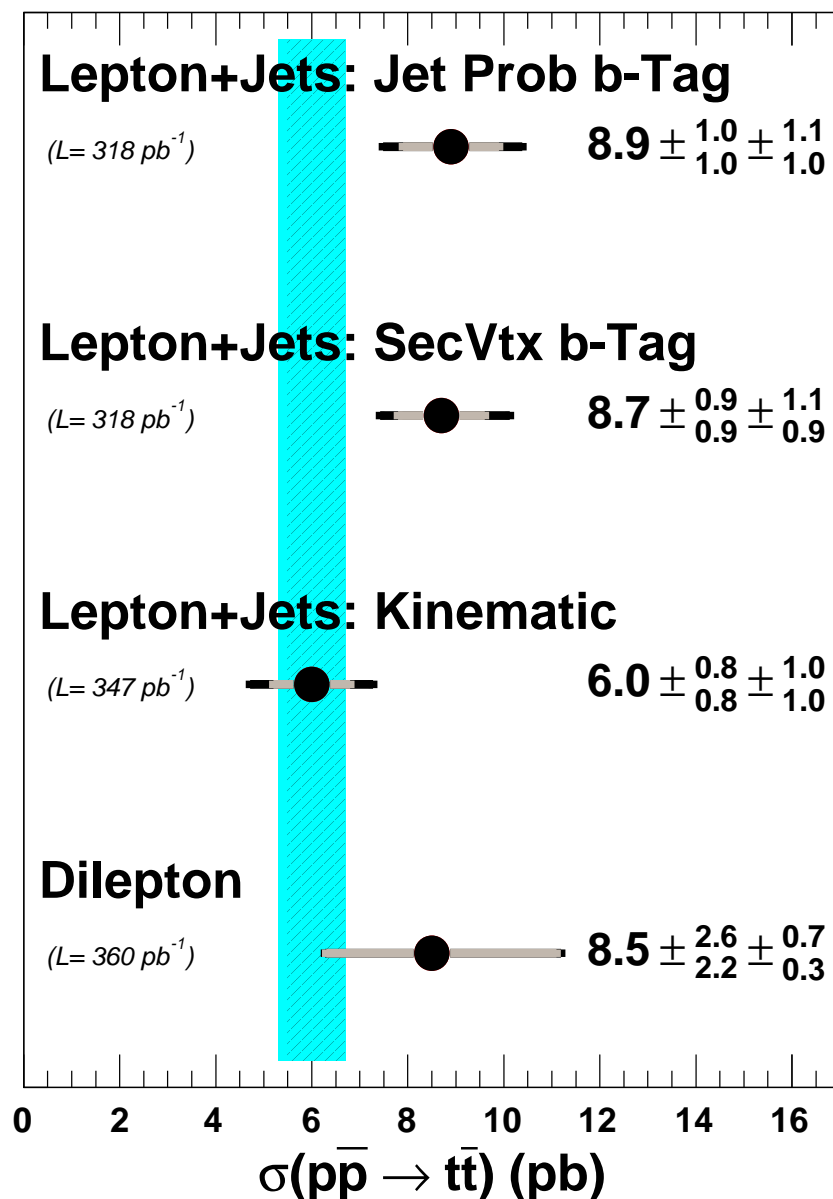 Lepton+Jets: Jet Prob b-Tag
(L= 318 pb⁻¹) 8.9 ± 1.0 ± 1.1
1.0 1.0
Lepton+Jets: SecVtx b-Tag
(L= 318 pb⁻¹) 8.7 ± 0.9 ± 1.1
0.9 0.9
Lepton+Jets: Kinematic
(L= 347 pb⁻¹) 6.0 ± 0.8 ± 1.0
0.8 1.0
Dilepton
(L= 360 pb⁻¹) 8.5 ± 2.6 ± 0.7
2.2 0.3
0 2 4 6 8 10 12 14 16
σ(pp̅ → tt̅) (pb)